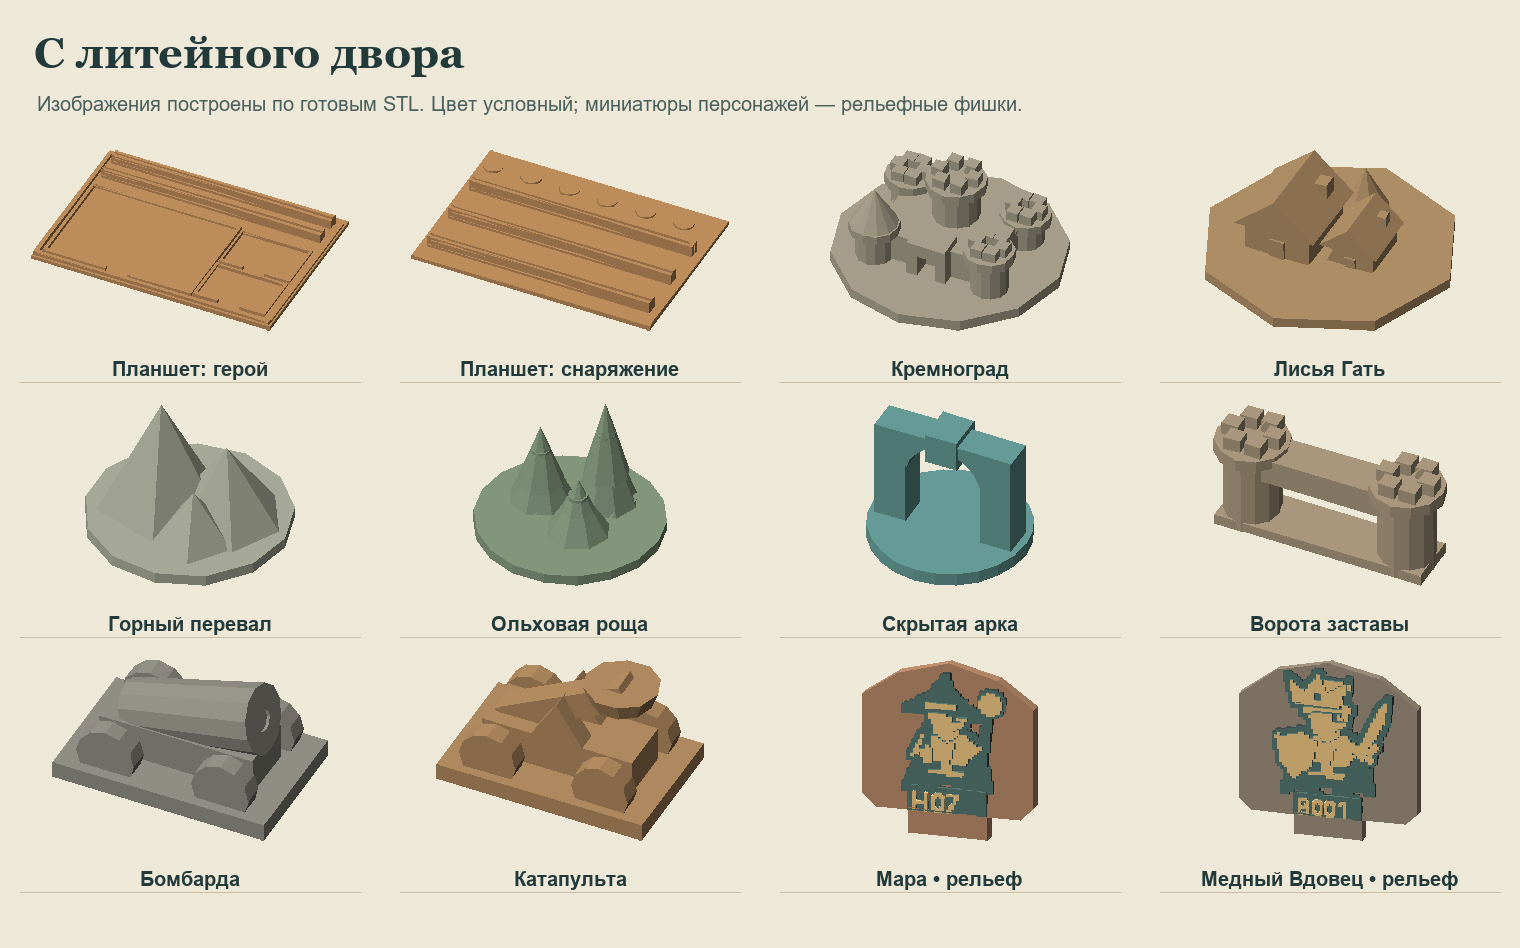 С литейного двора
Изображения построены по готовым STL. Цвет условный; миниатюры персонажей — рельефные фишки.
Планшет: герой
Планшет: снаряжение
Кремноград
Лисья Гать
Горный перевал
Ольховая роща
Скрытая арка
Ворота заставы
H07
B001
Бомбарда
Катапульта
Мара • рельеф
Медный Вдовец • рельеф